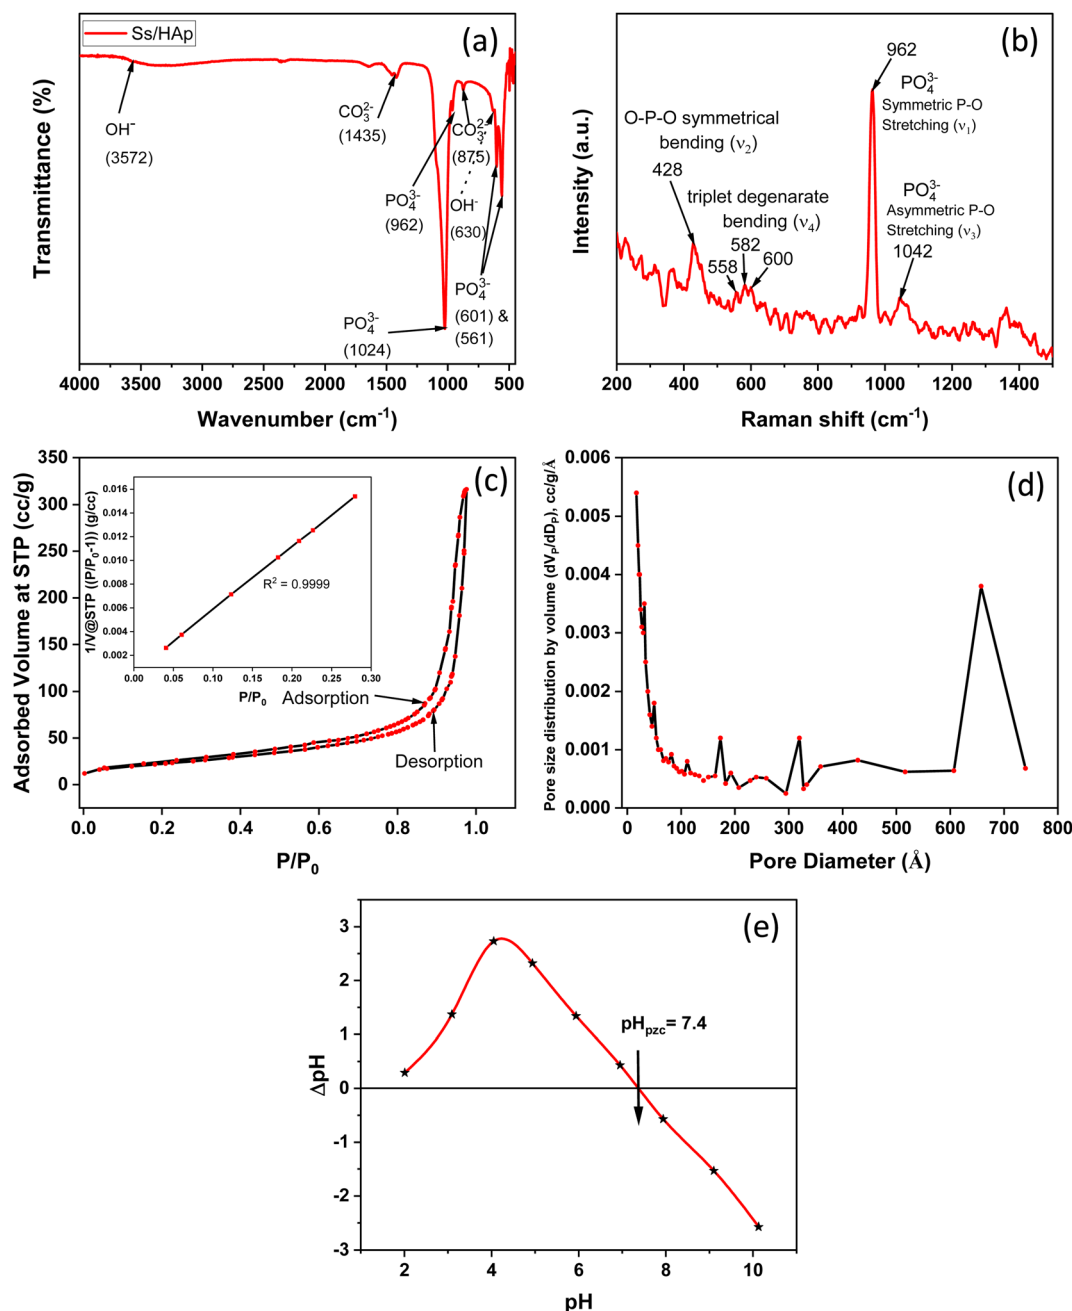 Ss/HAp
(a)
OH⁻
(3572)
CO₃²⁻
(1435)
CO₃²⁻
(875)
PO₄³⁻
(962)
OH⁻
(630)
PO₄³⁻
(601) &
(561)
PO₄³⁻
(1024)
Transmittance (%)
4000 3500 3000 2500 2000 1500 1000 500
Wavenumber (cm⁻¹)
(b)
962
PO₄³⁻
Symmetric P-O
Stretching (ν₁)
O-P-O symmetrical
bending (ν₂)
428
triplet degenarate
bending (ν₄)
558
582
600
PO₄³⁻
Asymmetric P-O
Stretching (ν₃)
1042
Intensity (a.u.)
200 400 600 800 1000 1200 1400
Raman shift (cm⁻¹)
(c)
350
300
250
200
150
100
50
0
Adsorbed Volume at STP (cc/g)
0.016
0.014
0.012
0.010
0.008
0.006
0.004
0.002
1/V@STP ((P/P₀-1)) (g/cc)
R² = 0.9999
0.00 0.05 0.10 0.15 0.20 0.25 0.30
P/P₀
Adsorption
Desorption
0.0 0.2 0.4 0.6 0.8 1.0
P/P₀
(d)
0.006
0.005
0.004
0.003
0.002
0.001
0.000
Pore size distribution by volume (dVₚ/dDₚ), cc/g/Å
0 100 200 300 400 500 600 700 800
Pore Diameter (Å)
(e)
3
2
1
0
-1
-2
-3
ΔpH
pHpzc= 7.4
2 4 6 8 10
pH